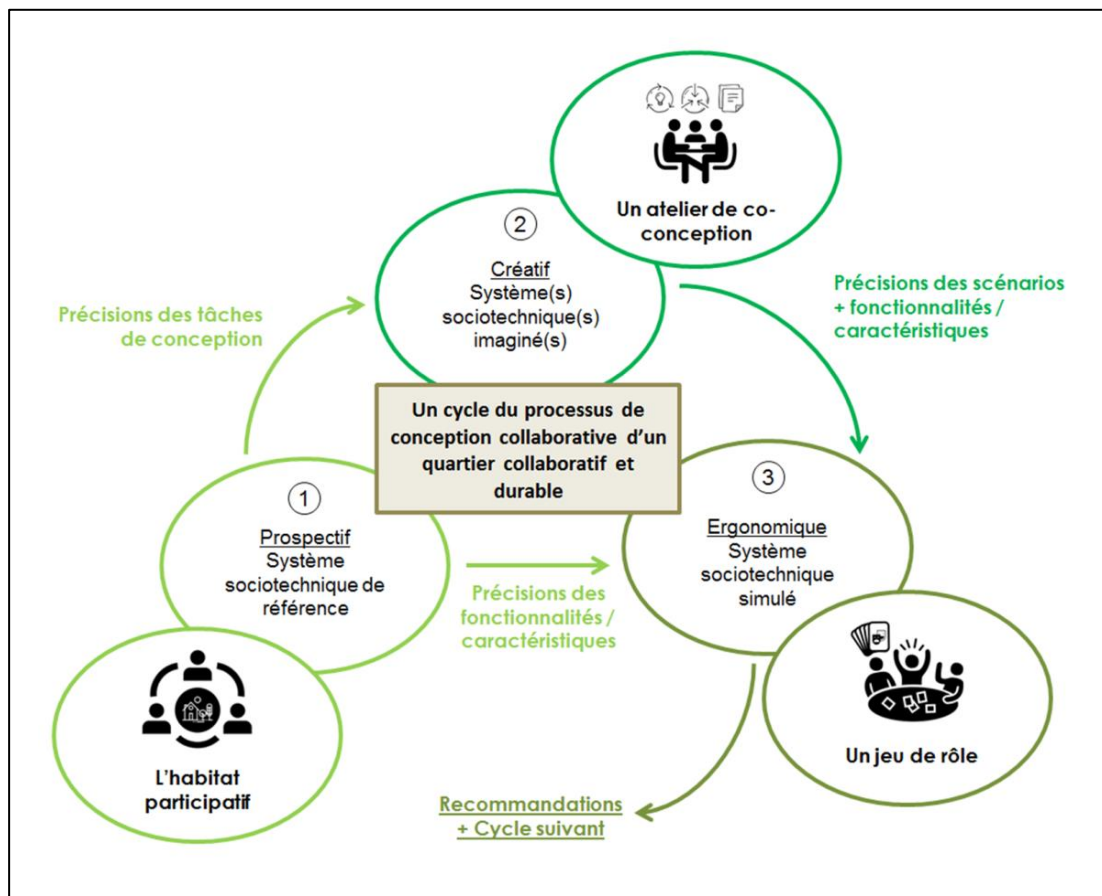 Un atelier de co-
conception
2
Créatif
Système(s)
sociotechnique(s)
imaginé(s)
Précisions des tâches
de conception
Précisions des scénarios
+ fonctionnalités /
caractéristiques
Un cycle du processus de
conception collaborative d'un
quartier collaboratif et
durable
1
Prospectif
Système
sociotechnique de
référence
3
Ergonomique
Système
sociotechnique
simulé
Précisions des
fonctionnalités /
caractéristiques
L'habitat
participatif
Un jeu de rôle
Recommandations
+ Cycle suivant